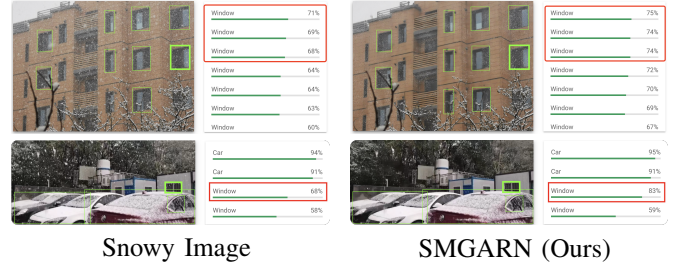 Window 71%
Window 69%
Window 68%
Window 64%
Window 64%
Window 63%
Window 60%
Window 75%
Window 74%
Window 74%
Window 72%
Window 70%
Window 69%
Window 67%
Car 94%
Car 91%
Window 68%
Window 58%
Car 95%
Car 91%
Window 83%
Window 59%
Snowy Image
SMGARN (Ours)